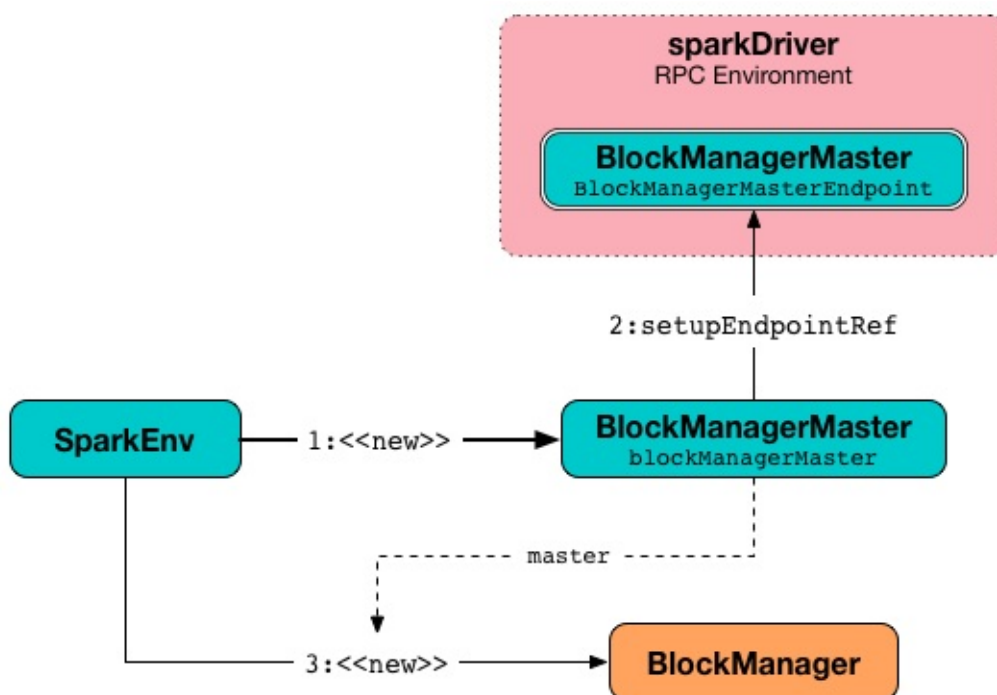 sparkDriver
RPC Environment
BlockManagerMaster
BlockManagerMasterEndpoint
2:setupEndpointRef
SparkEnv
1:<<new>>
BlockManagerMaster
blockManagerMaster
master
3:<<new>>
BlockManager